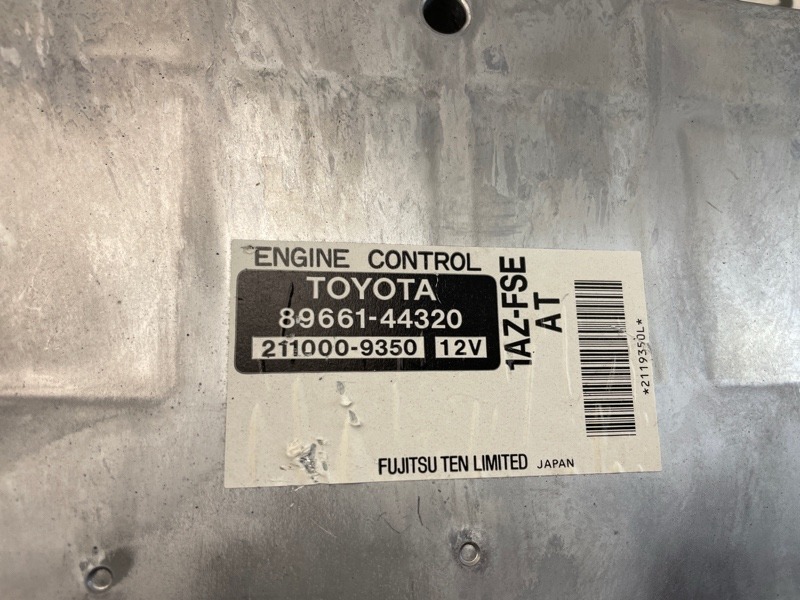 ENGINE CONTROL
TOYOTA
89661-44320
211000-9350 12V
1AZ-FSE
AT
*2119350L*
FUJITSU TEN LIMITED JAPAN